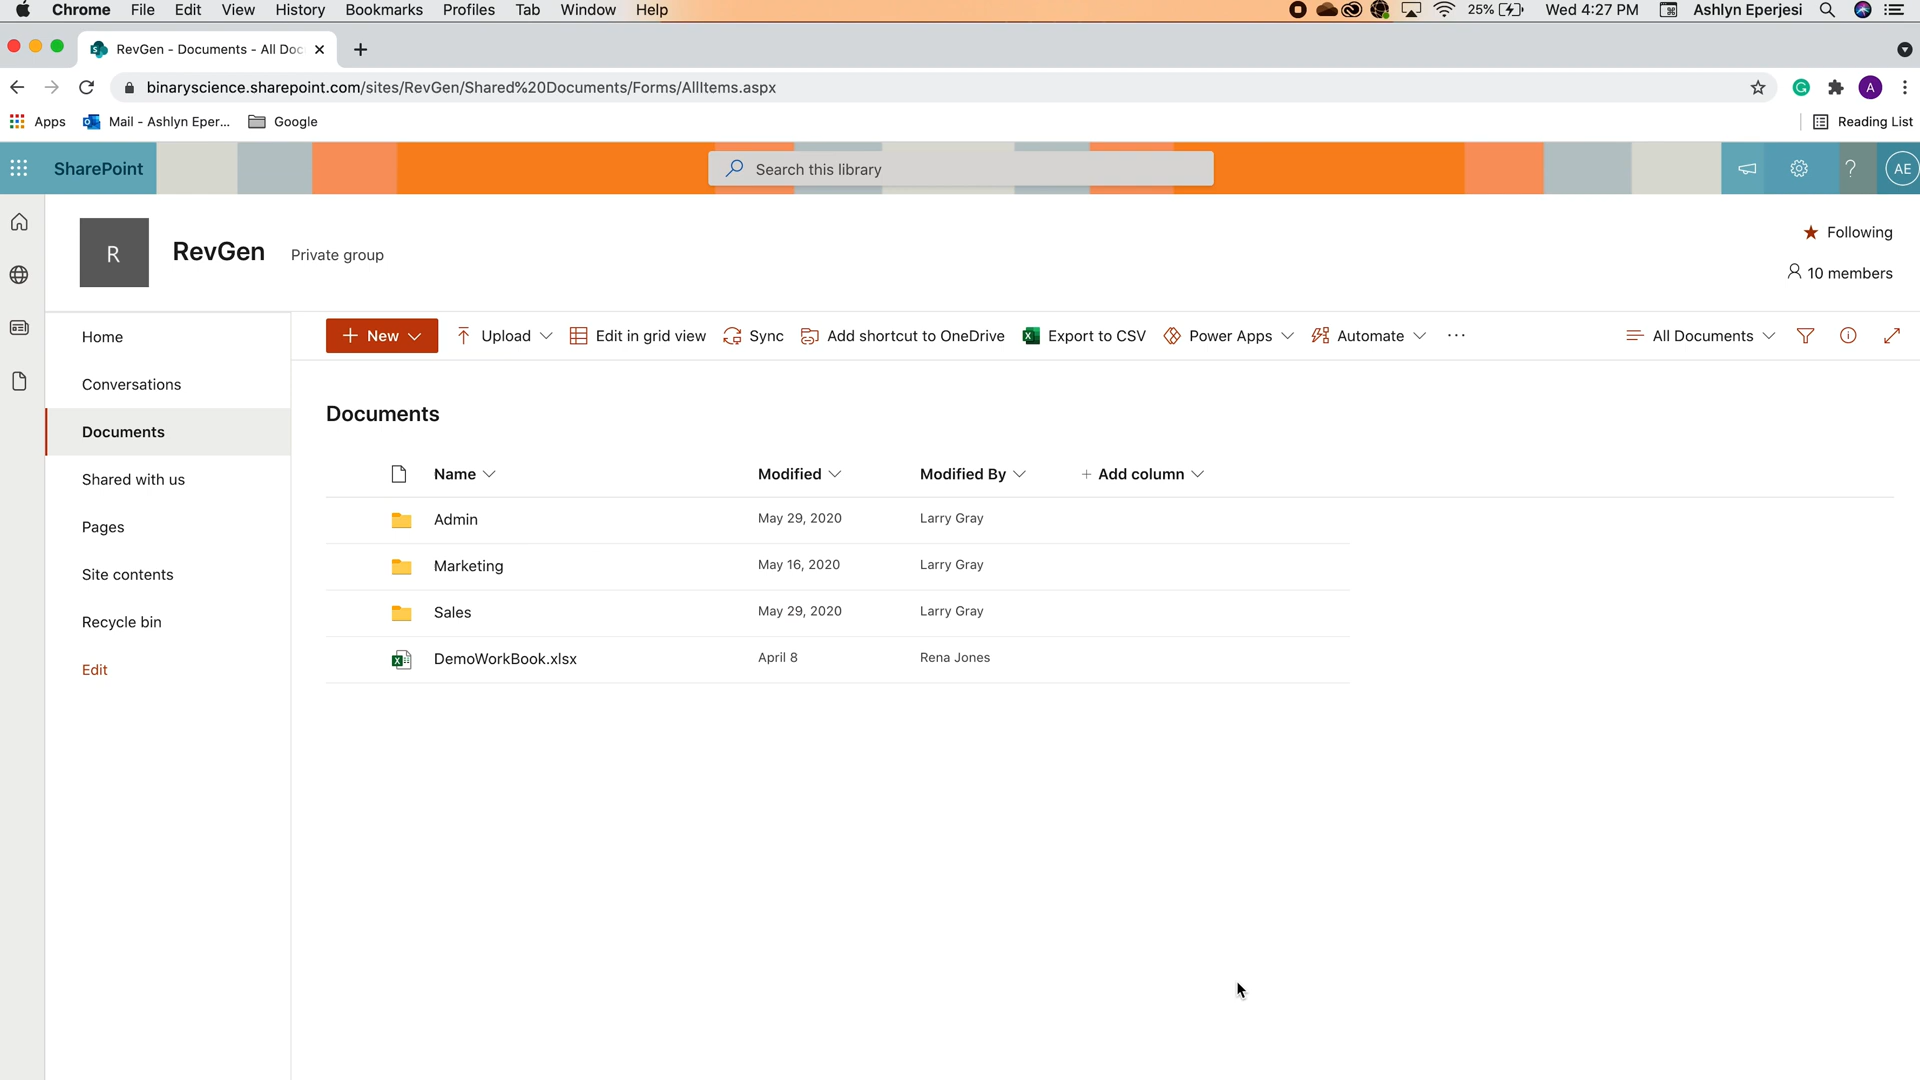 Chrome File Edit View History Bookmarks Profiles Tab Window Help 25% Wed 4:27 PM Ashlyn Eperjesi
RevGen - Documents - All Doc
binaryscience.sharepoint.com/sites/RevGen/Shared%20Documents/Forms/AllItems.aspx A
Apps Mail - Ashlyn Eper... Google Reading List
SharePoint Search this library ? AE
R RevGen Private group
Following
10 members
Home
Conversations
Documents
Shared with us
Pages
Site contents
Recycle bin
Edit
+ New Upload Edit in grid view Sync Add shortcut to OneDrive Export to CSV Power Apps Automate ... All Documents
Documents
Name Modified Modified By + Add column
Admin May 29, 2020 Larry Gray
Marketing May 16, 2020 Larry Gray
Sales May 29, 2020 Larry Gray
DemoWorkBook.xlsx April 8 Rena Jones